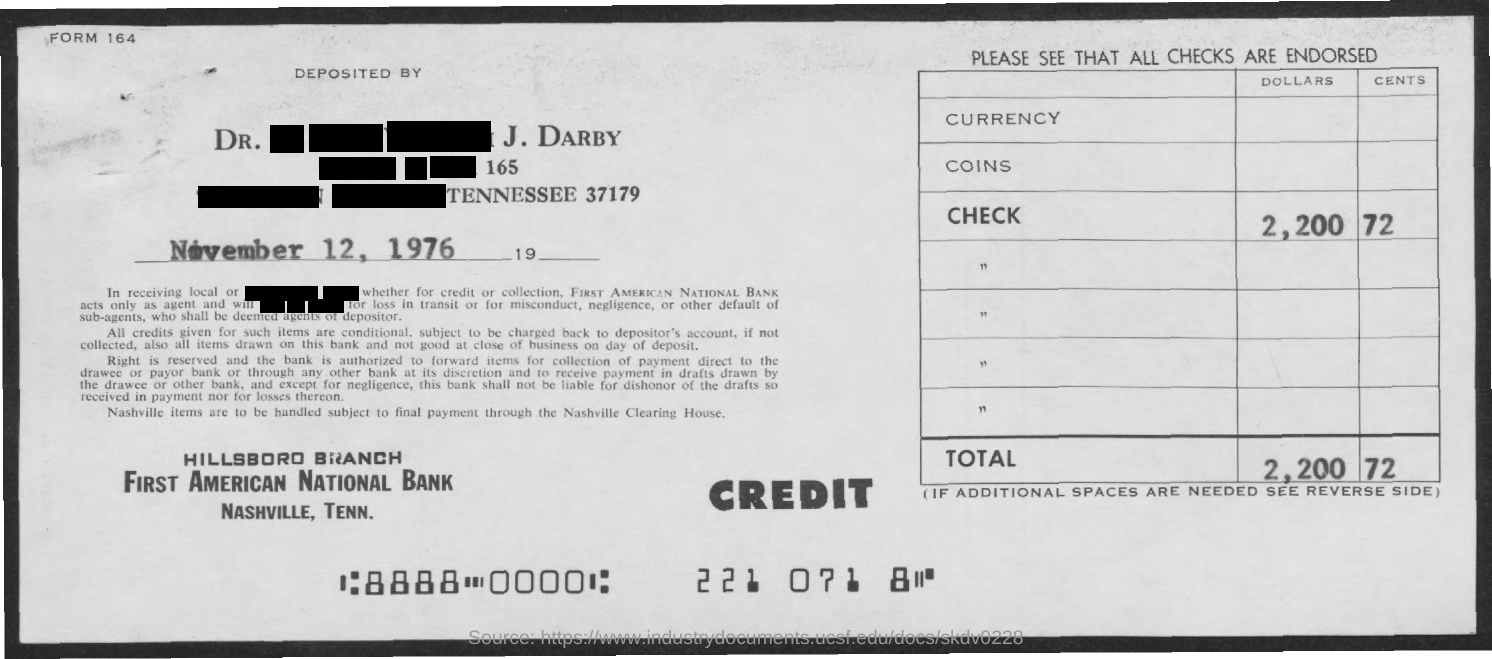 FORM 164
DEPOSITED BY
DR. J. DARBY
165
TENNESSEE 37179
November 12, 1976 19
In receiving local or whether for credit or collection, FIRST AMERICAN NATIONAL BANK
acts only as agent and will for loss in transit or for misconduct, negligence, or other default of
sub-agents, who shall be deemed agents of depositor.
All credits given for such items are conditional, subject to be charged back to depositor's account, if not
collected, also all items drawn on this bank and not good at close of business on day of deposit.
Right is reserved and the bank is authorized to forward items for collection of payment direct to the
drawee or payor bank or through any other bank at its discretion and to receive payment in drafts drawn by
the drawee or other bank, and except for negligence, this bank shall not be liable for dishonor of the drafts so
received in payment nor for losses thereon.
Nashville items are to be handled subject to final payment through the Nashville Clearing House.
HILLSBORO BRANCH
FIRST AMERICAN NATIONAL BANK
NASHVILLE, TENN.
CREDIT
PLEASE SEE THAT ALL CHECKS ARE ENDORSED
DOLLARS CENTS
CURRENCY
COINS
CHECK 2,200 72
"
"
"
"
TOTAL 2,200 72
(IF ADDITIONAL SPACES ARE NEEDED SEE REVERSE SIDE)
⑆8888⑉0000⑆ 221 071 8⑈
Source: https://www.industrydocuments.ucsf.edu/docs/skdv0228